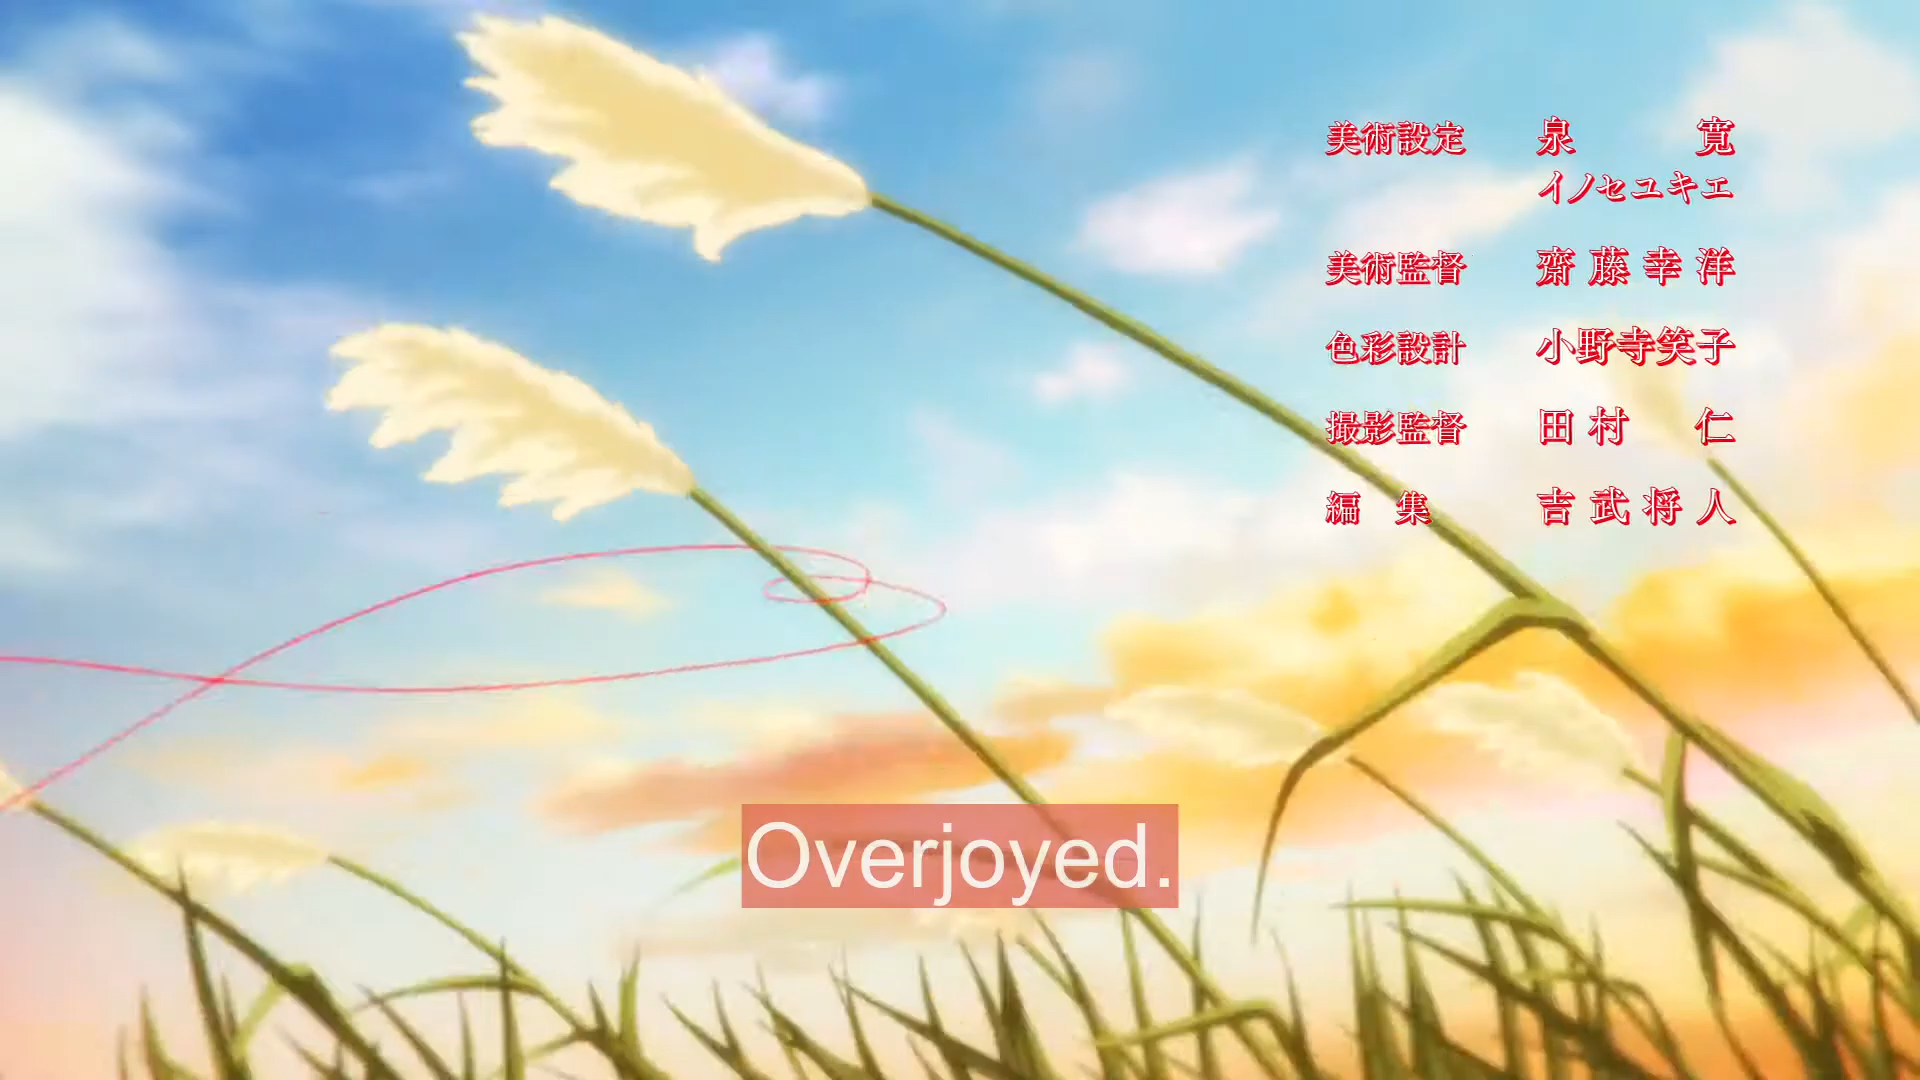 美術設定 泉 寛
イノセユキエ
美術監督 齋藤幸洋
色彩設計 小野寺笑子
撮影監督 田村 仁
編集 吉武将人
Overjoyed.